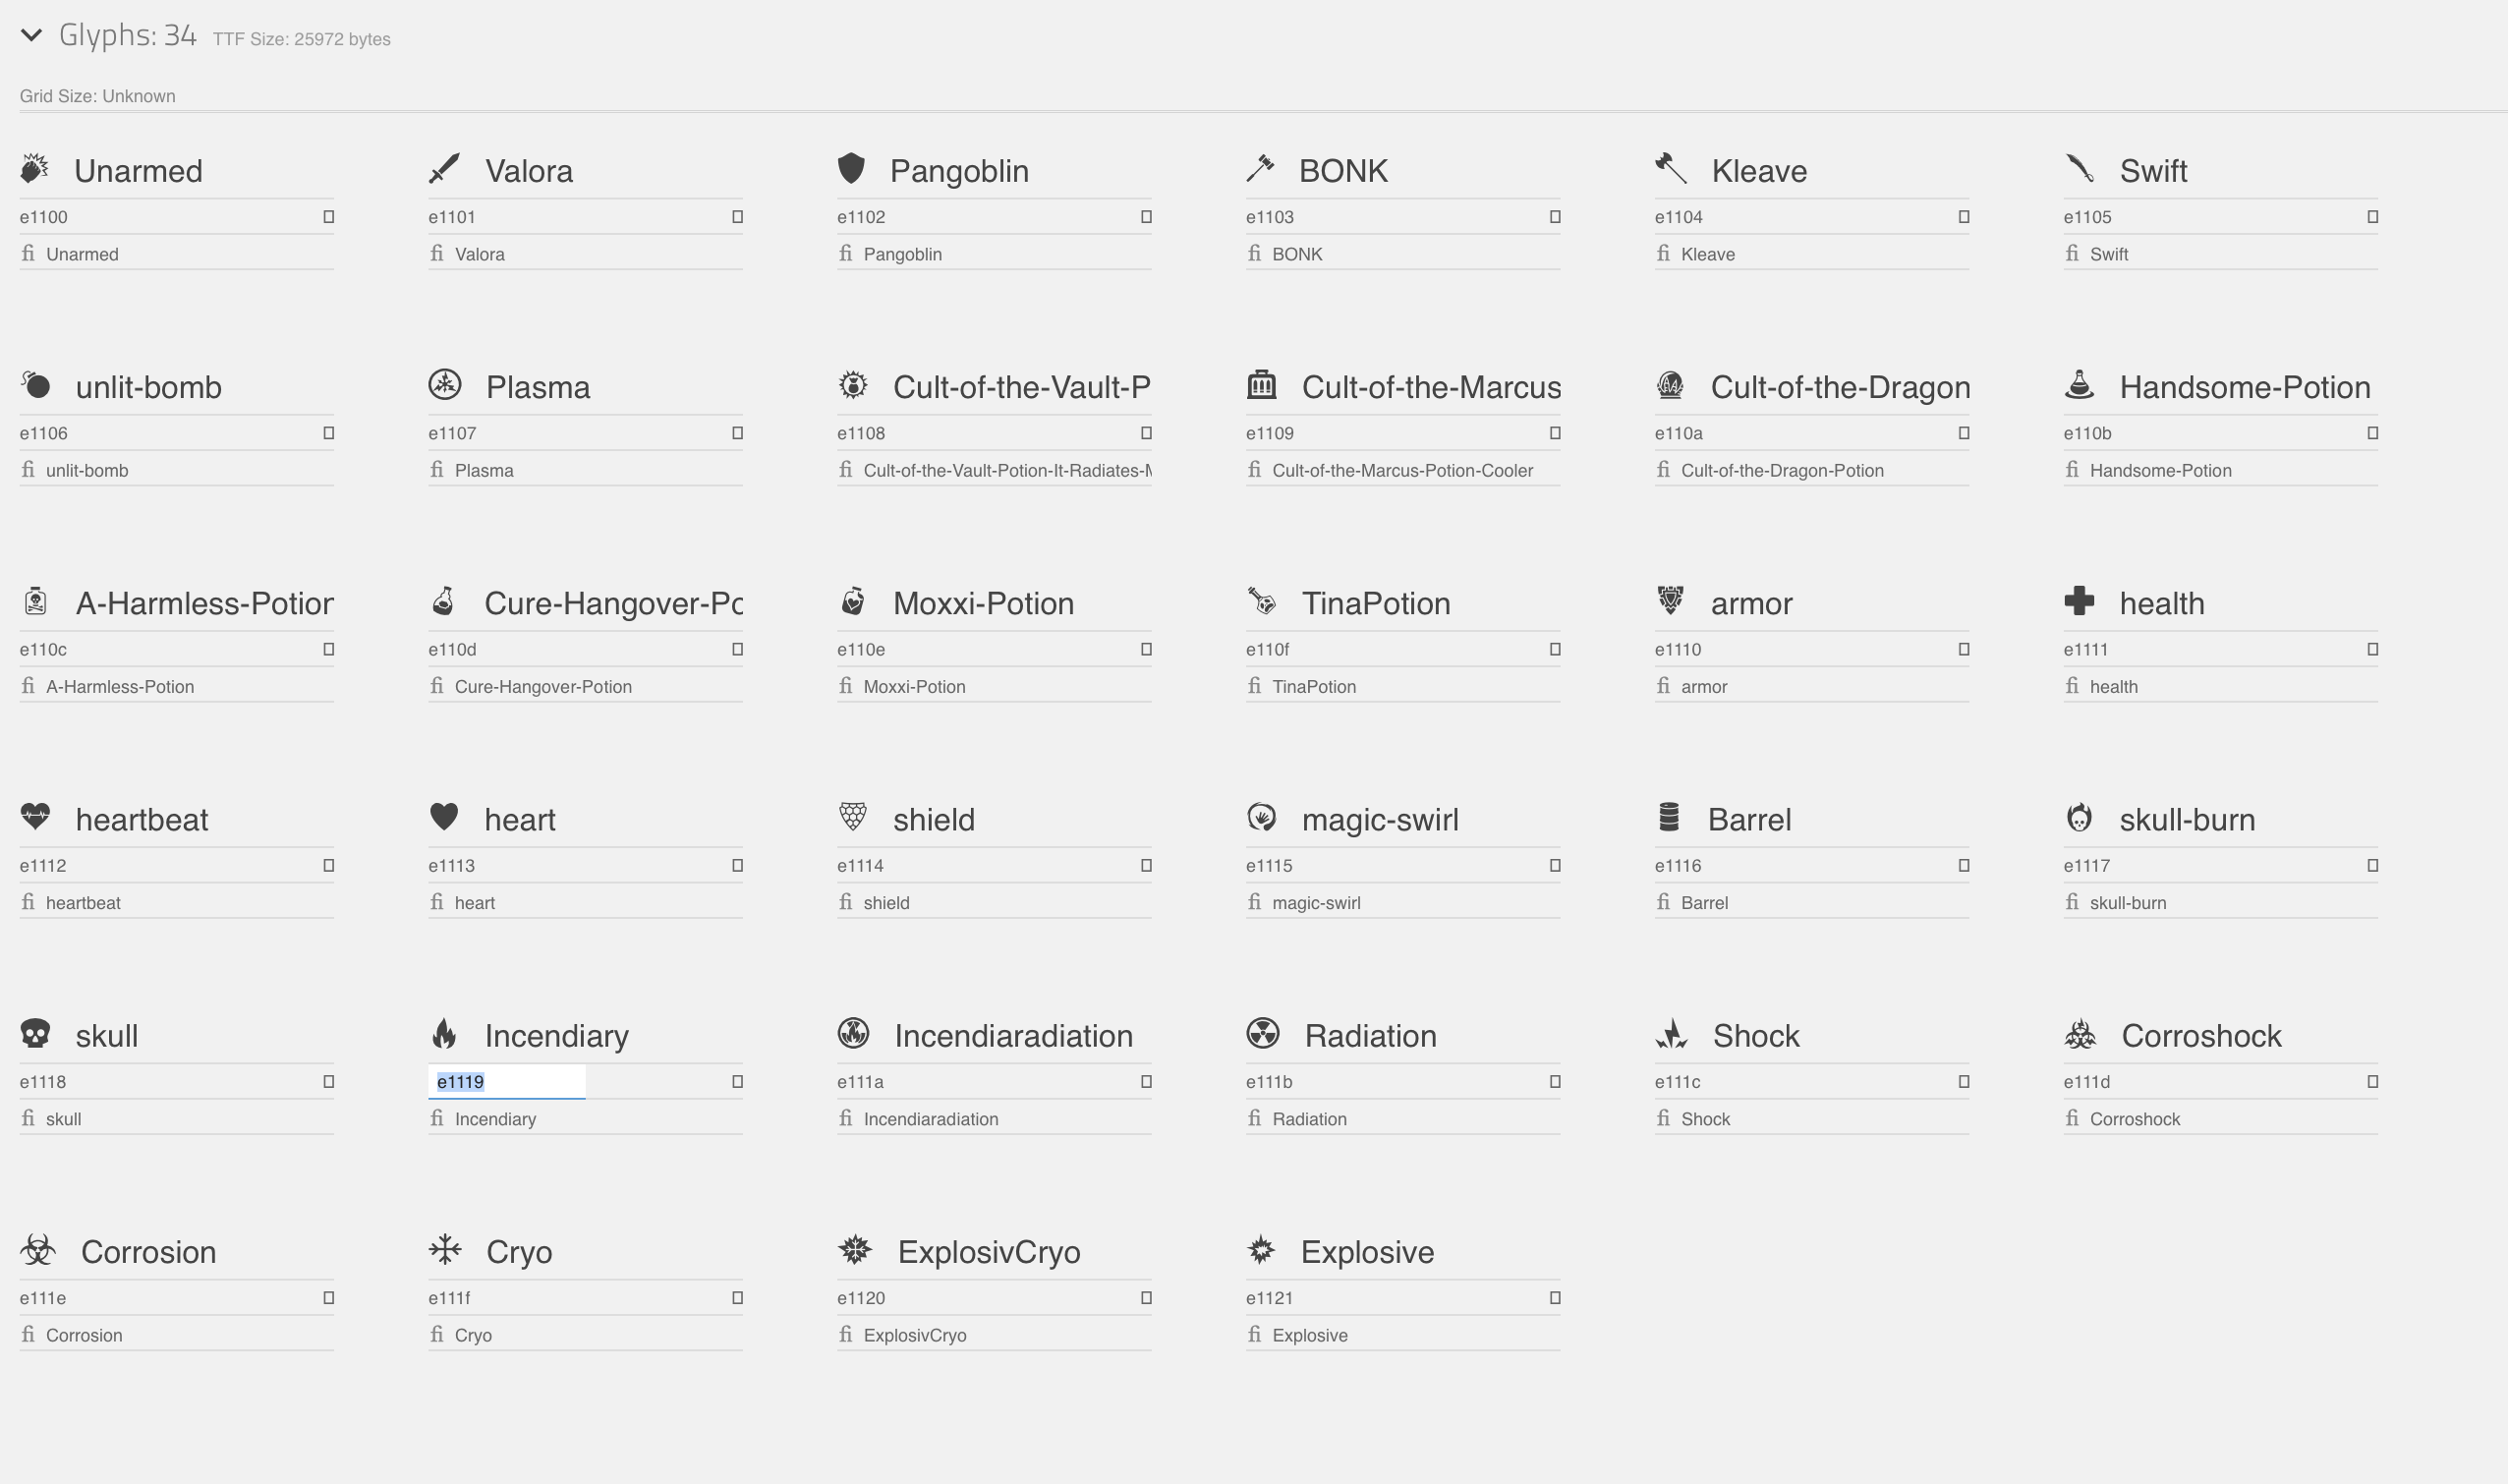 Glyphs: 34 TTF Size: 25972 bytes
Grid Size: Unknown
Unarmed Valora Pangoblin BONK Kleave Swift
e1100 e1101 e1102 e1103 e1104 e1105
fi Unarmed fi Valora fi Pangoblin fi BONK fi Kleave fi Swift
unlit-bomb Plasma Cult-of-the-Vault-P Cult-of-the-Marcus Cult-of-the-Dragon Handsome-Potion
e1106 e1107 e1108 e1109 e110a e110b
fi unlit-bomb fi Plasma fi Cult-of-the-Vault-Potion-It-Radiates-M fi Cult-of-the-Marcus-Potion-Cooler fi Cult-of-the-Dragon-Potion fi Handsome-Potion
A-Harmless-Potion Cure-Hangover-Po Moxxi-Potion TinaPotion armor health
e110c e110d e110e e110f e1110 e1111
fi A-Harmless-Potion fi Cure-Hangover-Potion fi Moxxi-Potion fi TinaPotion fi armor fi health
heartbeat heart shield magic-swirl Barrel skull-burn
e1112 e1113 e1114 e1115 e1116 e1117
fi heartbeat fi heart fi shield fi magic-swirl fi Barrel fi skull-burn
skull Incendiary Incendiaradiation Radiation Shock Corroshock
e1118 e1119 e111a e111b e111c e111d
fi skull fi Incendiary fi Incendiaradiation fi Radiation fi Shock fi Corroshock
Corrosion Cryo ExplosivCryo Explosive
e111e e111f e1120 e1121
fi Corrosion fi Cryo fi ExplosivCryo fi Explosive